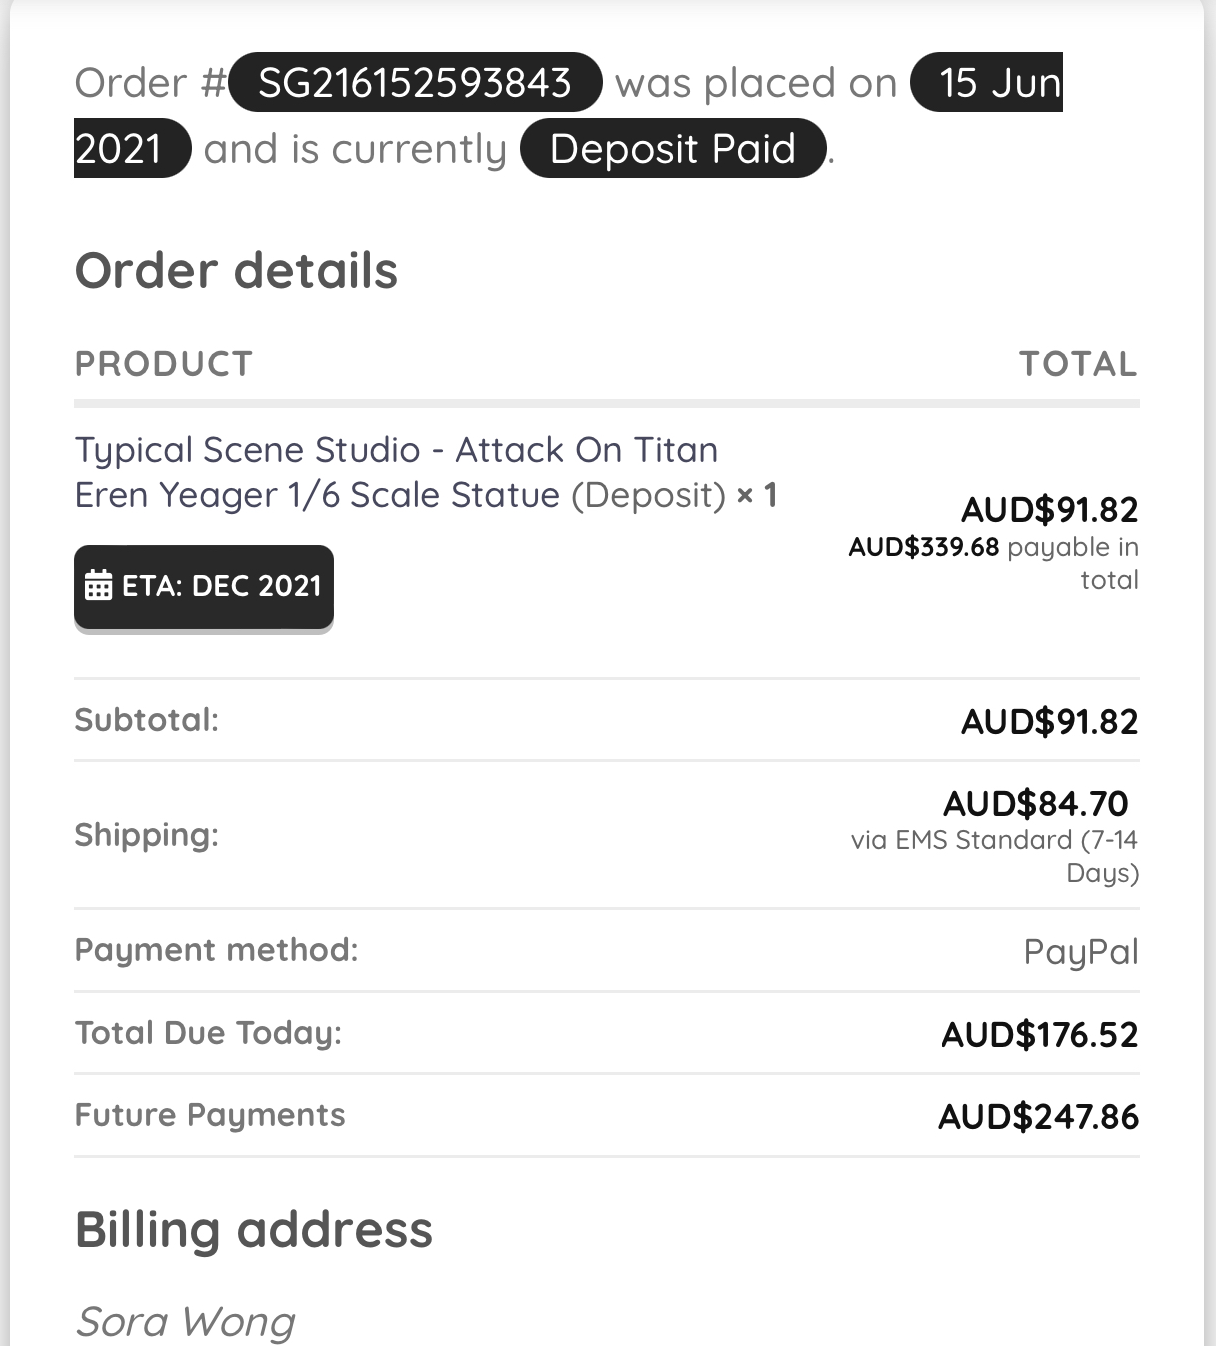 Order #SG216152593843 was placed on 15 Jun
2021 and is currently Deposit Paid.
Order details
PRODUCT TOTAL
Typical Scene Studio - Attack On Titan
Eren Yeager 1/6 Scale Statue (Deposit) × 1
ETA: DEC 2021
AUD$91.82
AUD$339.68 payable in
total
Subtotal: AUD$91.82
Shipping: AUD$84.70
via EMS Standard (7-14
Days)
Payment method: PayPal
Total Due Today: AUD$176.52
Future Payments AUD$247.86
Billing address
Sora Wong